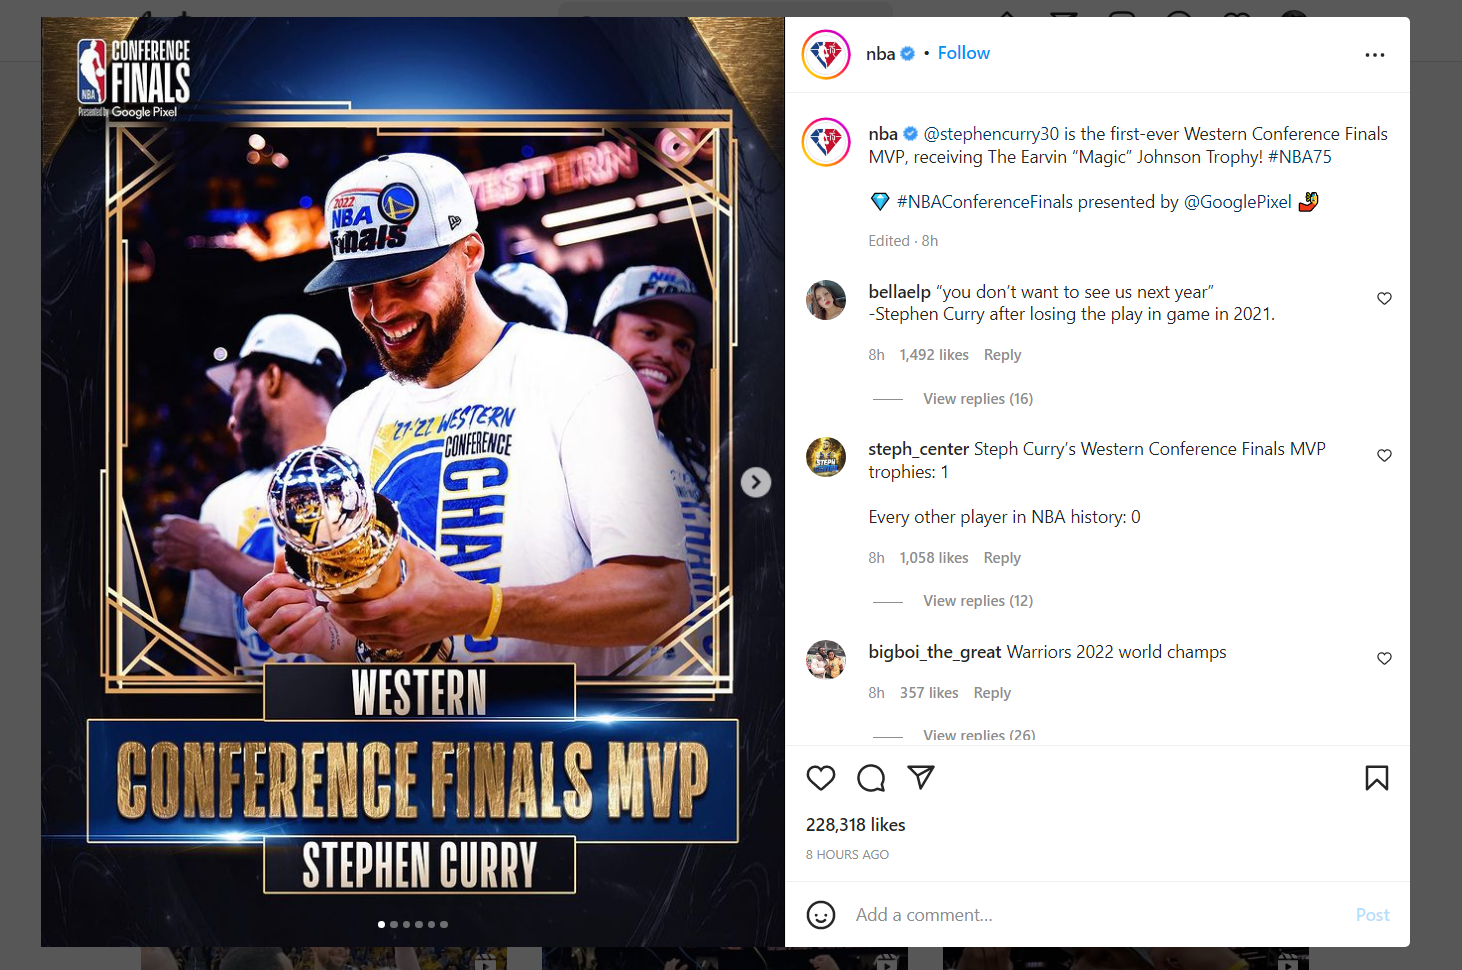 CONFERENCE
FINALS
NBA
Presented by Google Pixel
WESTERN
2022
NBA
Finals
'21-'22 WESTERN
CONFERENCE
WESTERN
CONFERENCE FINALS MVP
STEPHEN CURRY
nba • Follow
nba @stephencurry30 is the first-ever Western Conference Finals
MVP, receiving The Earvin “Magic” Johnson Trophy! #NBA75
#NBAConferenceFinals presented by @GooglePixel
Edited · 8h
bellaelp “you don’t want to see us next year”
-Stephen Curry after losing the play in game in 2021.
8h 1,492 likes Reply
View replies (16)
steph_center Steph Curry’s Western Conference Finals MVP
trophies: 1
Every other player in NBA history: 0
8h 1,058 likes Reply
View replies (12)
bigboi_the_great Warriors 2022 world champs
8h 357 likes Reply
View replies (26)
228,318 likes
8 HOURS AGO
Add a comment...
Post